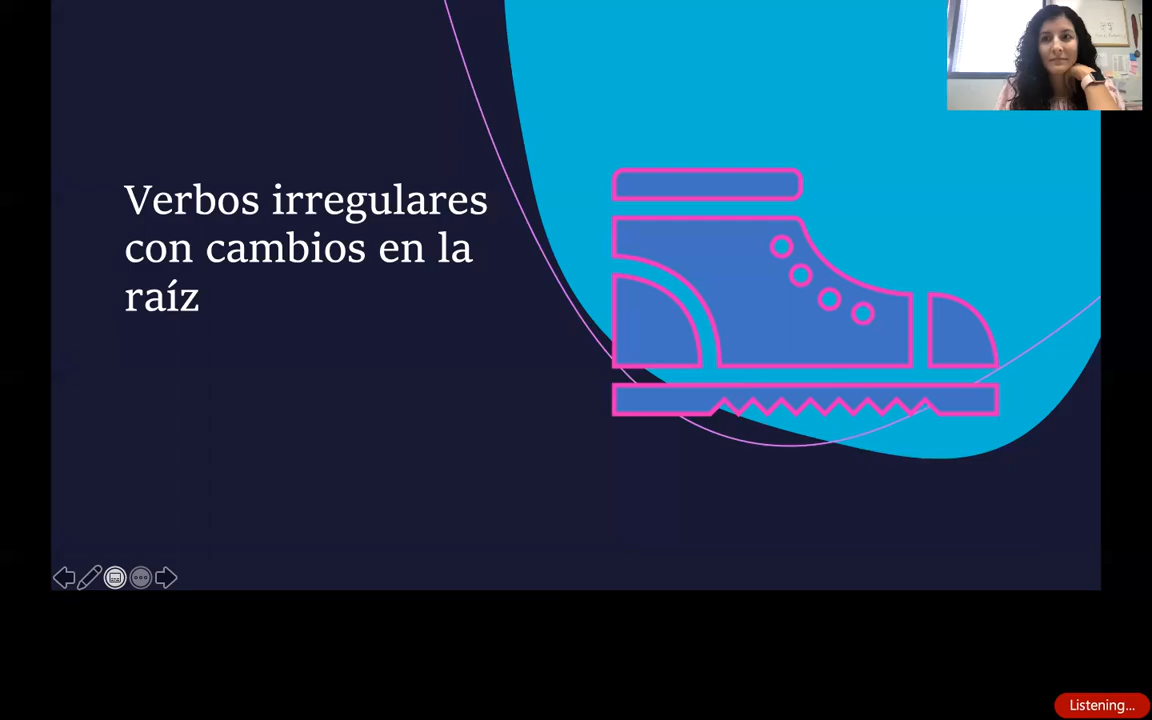 Verbos irregulares
con cambios en la
raíz
Listening...